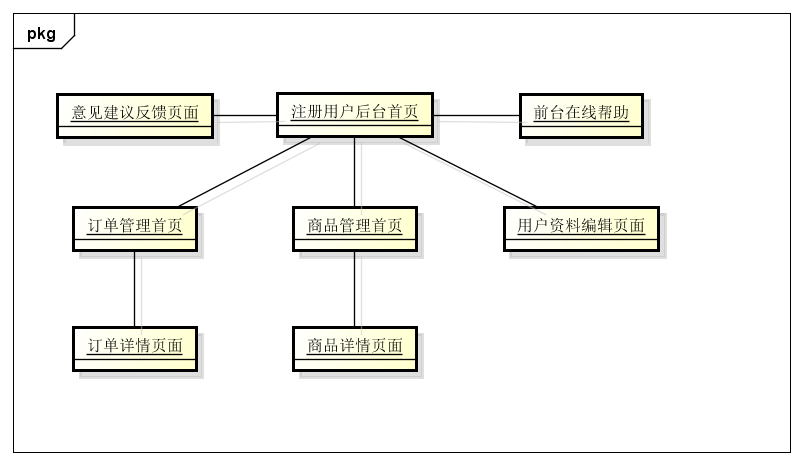 pkg
意见建议反馈页面
注册用户后台首页
前台在线帮助
订单管理首页
商品管理首页
用户资料编辑页面
订单详情页面
商品详情页面